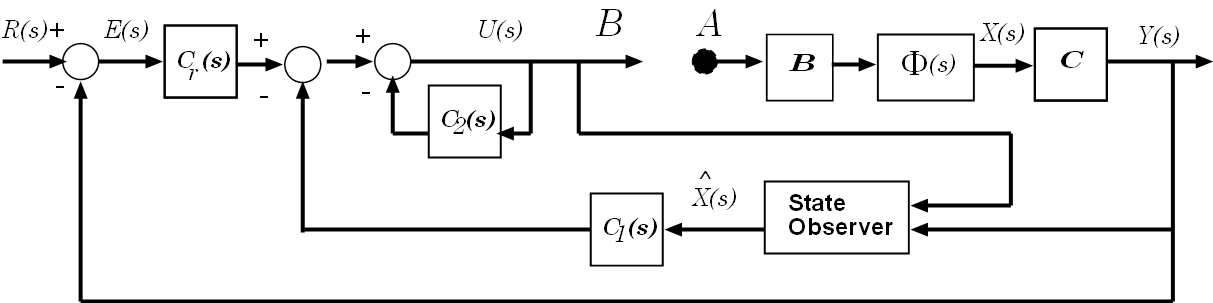 R(s)+ E(s) + + U(s) B A X(s) Y(s)
C_r(s) B Φ(s) C
- - -
C_2(s)
^
X(s)
State
Observer
C_1(s)